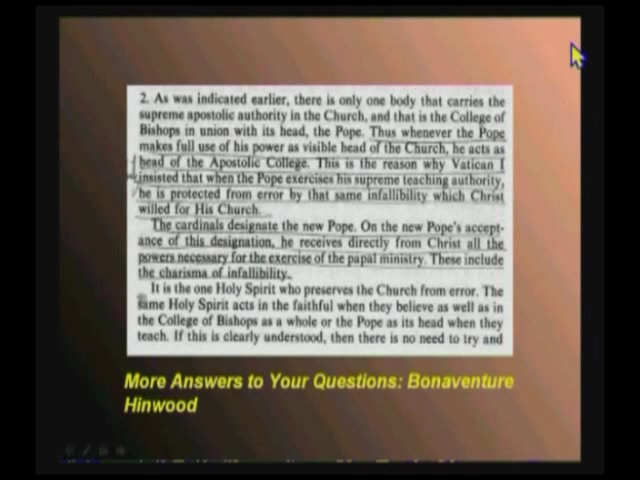 2. As was indicated earlier, there is only one body that carries the
supreme apostolic authority in the Church, and that is the College of
Bishops in union with its head, the Pope. Thus whenever the Pope
makes full use of his power as visible head of the Church, he acts as
head of the Apostolic College. This is the reason why Vatican I
insisted that when the Pope exercises his supreme teaching authority,
he is protected from error by that same infallibility which Christ
willed for His Church.
The cardinals designate the new Pope. On the new Pope's accept-
ance of this designation, he receives directly from Christ all the
powers necessary for the exercise of the papal ministry. These include
the charisma of infallibility.
It is the one Holy Spirit who preserves the Church from error. The
same Holy Spirit acts in the faithful when they believe as well as in
the College of Bishops as a whole or the Pope as its head when they
teach. If this is clearly understood, then there is no need to try and
More Answers to Your Questions: Bonaventure
Hinwood